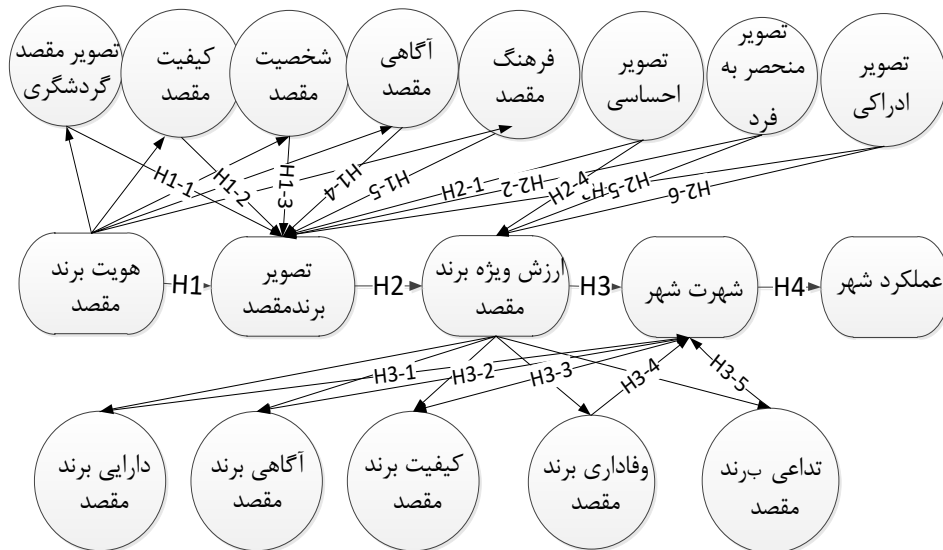 تصویر مقصد
گردشگری
کیفیت
مقصد
شخصیت
مقصد
آگاهی
مقصد
فرهنگ
مقصد
تصویر
احساسی
تصویر
منحصر به
فرد
تصویر
ادراکی
H1-1
H1-2
H1-3
H1-4
H1-5
H2-1
H2-2
H2-4
H2-5
H2-6
هویت برند
مقصد
H1
تصویر
برندمقصد
H2
ارزش ویژه برند
مقصد
H3
شهرت شهر
H4
عملکرد شهر
H3-1
H3-2
H3-3
H3-4
H3-5
دارایی برند
مقصد
آگاهی برند
مقصد
کیفیت برند
مقصد
وفاداری برند
مقصد
تداعی برند
مقصد